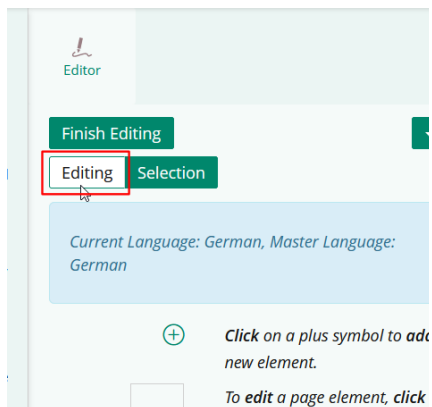 Editor
Finish Editing
Editing Selection
Current Language: German, Master Language:
German
Click on a plus symbol to
new element.
To edit a page element, click